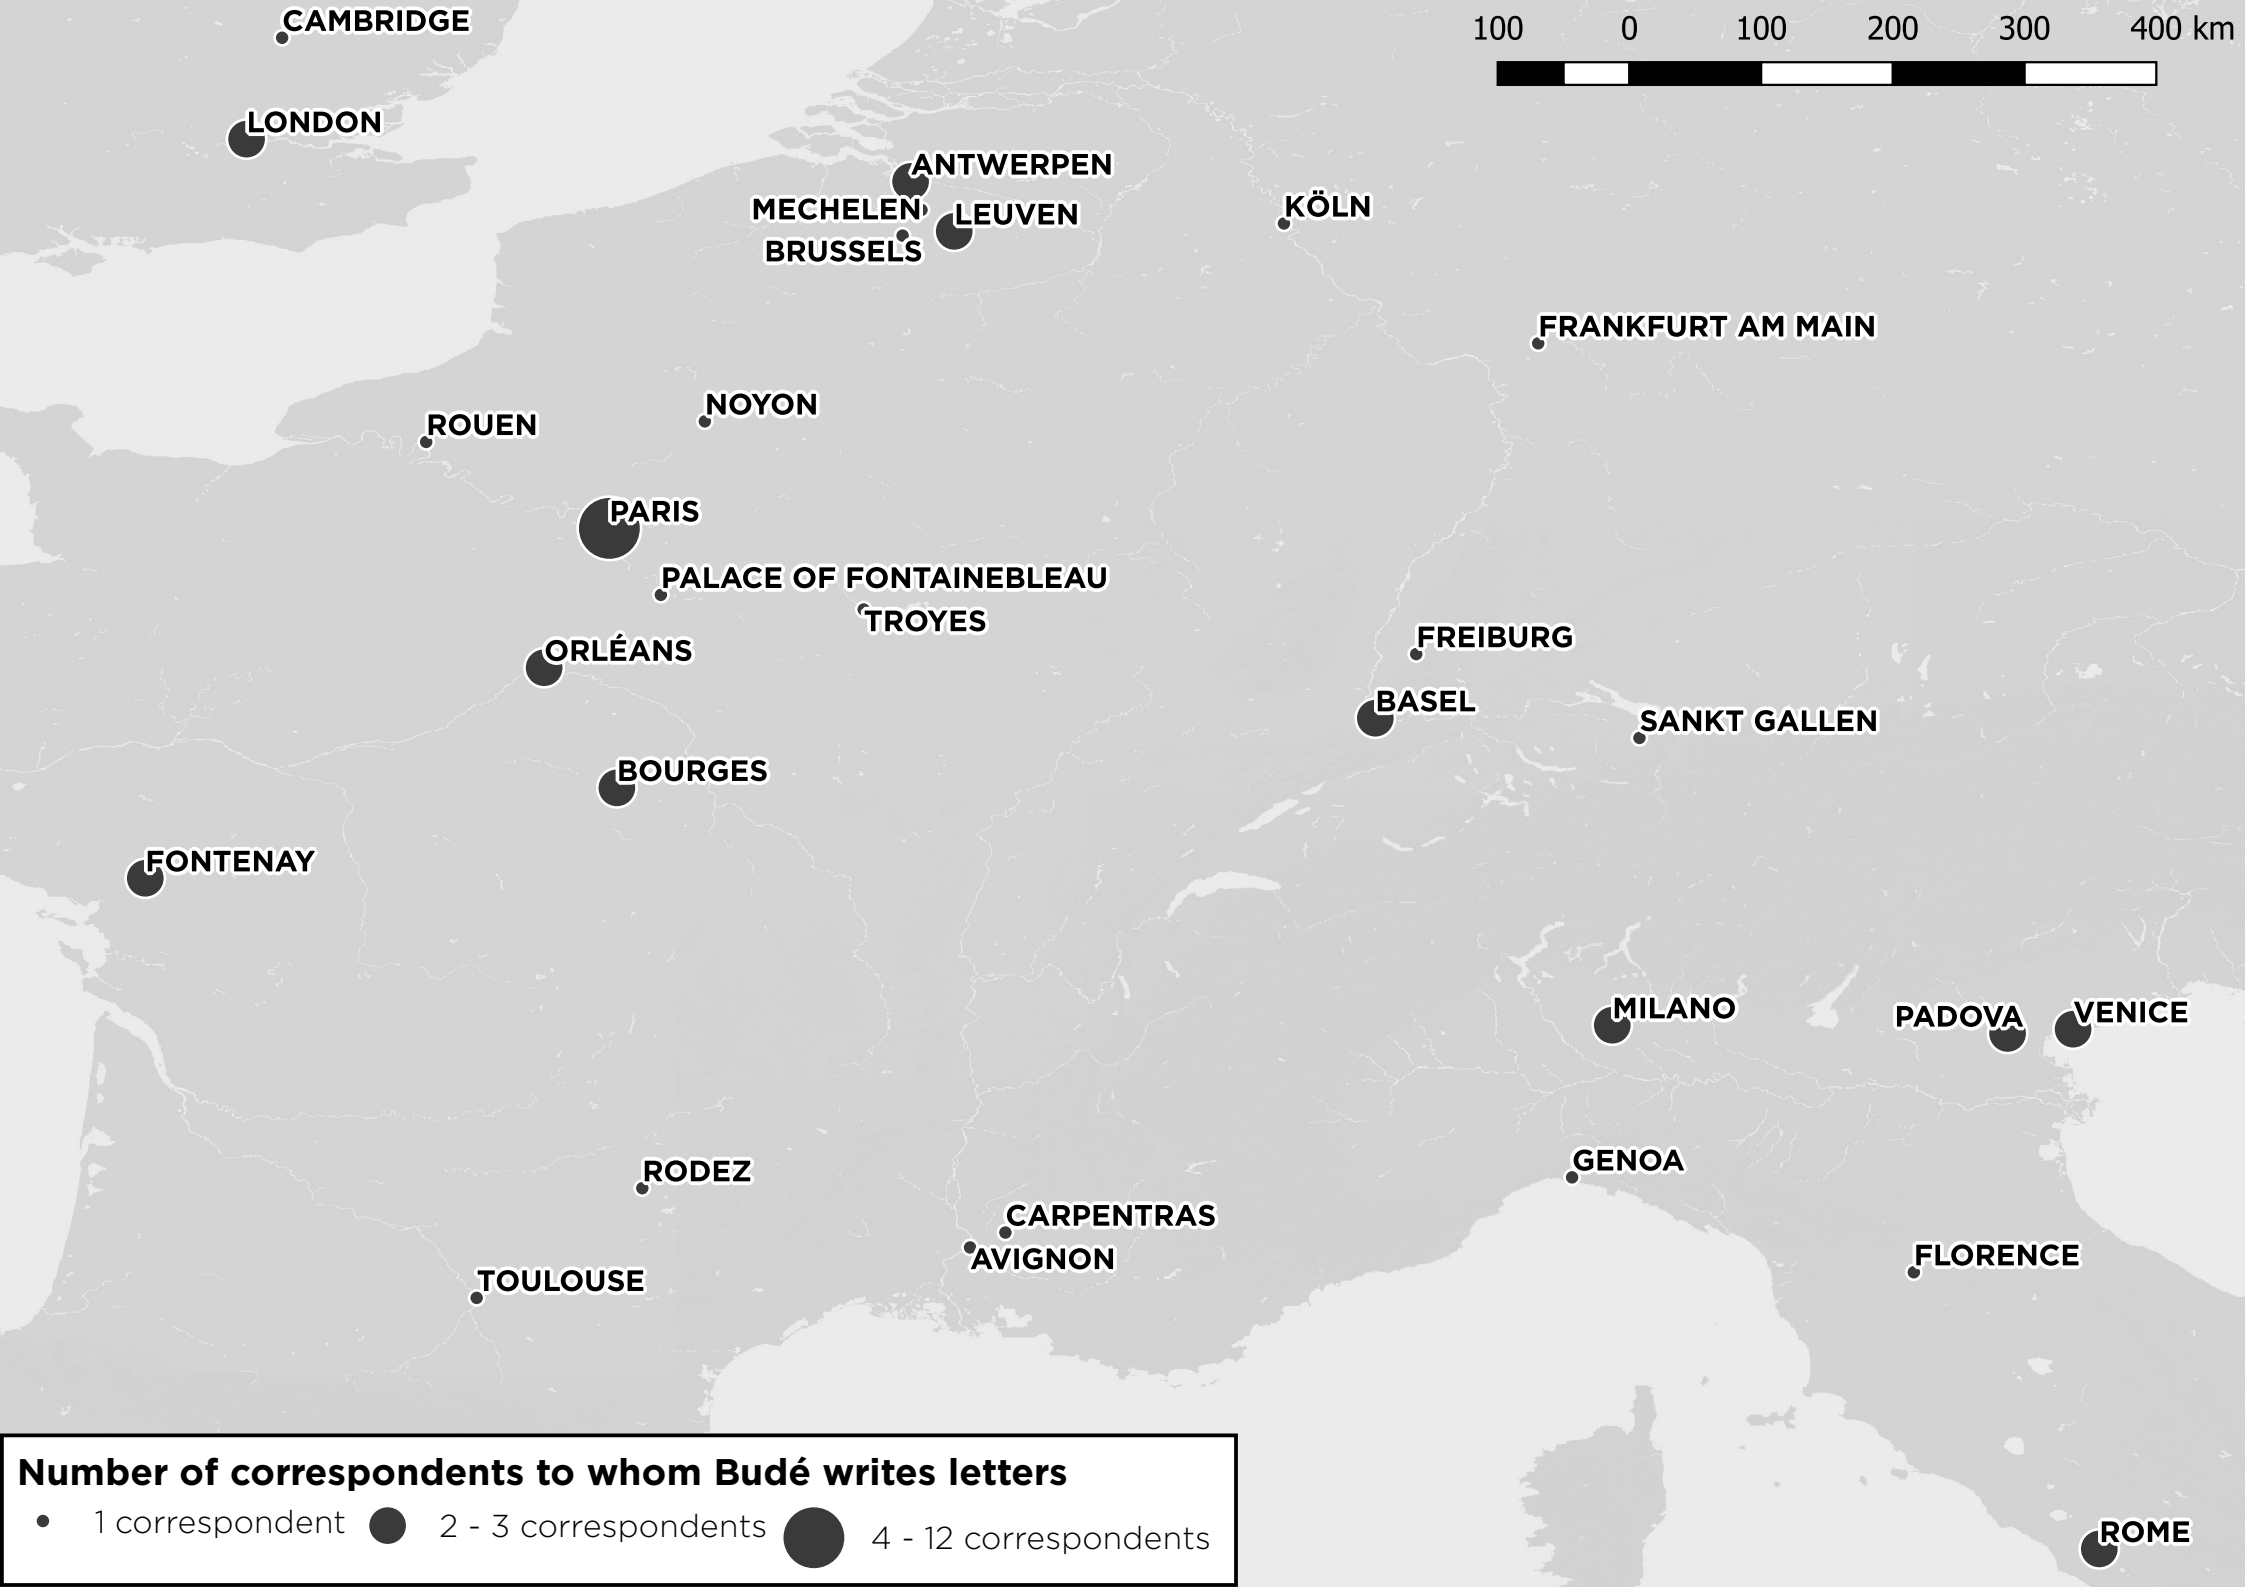 CAMBRIDGE
100 0 100 200 300 400 km
LONDON
ANTWERPEN
MECHELEN
LEUVEN
BRUSSELS
KÖLN
FRANKFURT AM MAIN
NOYON
ROUEN
PARIS
PALACE OF FONTAINEBLEAU
TROYES
FREIBURG
ORLÉANS
BASEL
SANKT GALLEN
BOURGES
FONTENAY
MILANO
PADOVA
VENICE
GENOA
RODEZ
CARPENTRAS
AVIGNON
FLORENCE
TOULOUSE
ROME
Number of correspondents to whom Budé writes letters
1 correspondent 2 - 3 correspondents 4 - 12 correspondents